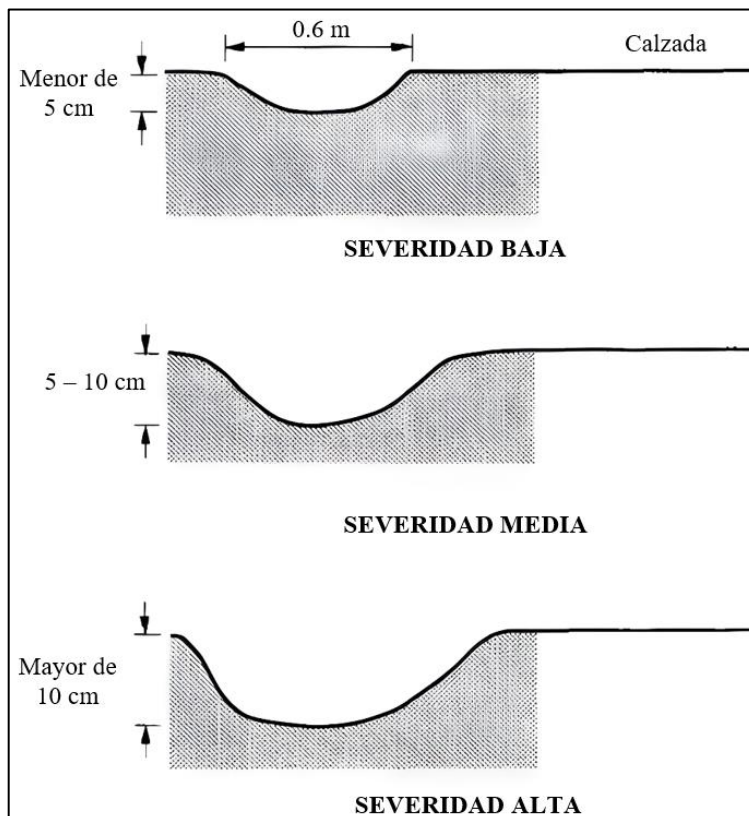 0.6 m
Calzada
Menor de
5 cm
SEVERIDAD BAJA
5 – 10 cm
SEVERIDAD MEDIA
Mayor de
10 cm
SEVERIDAD ALTA